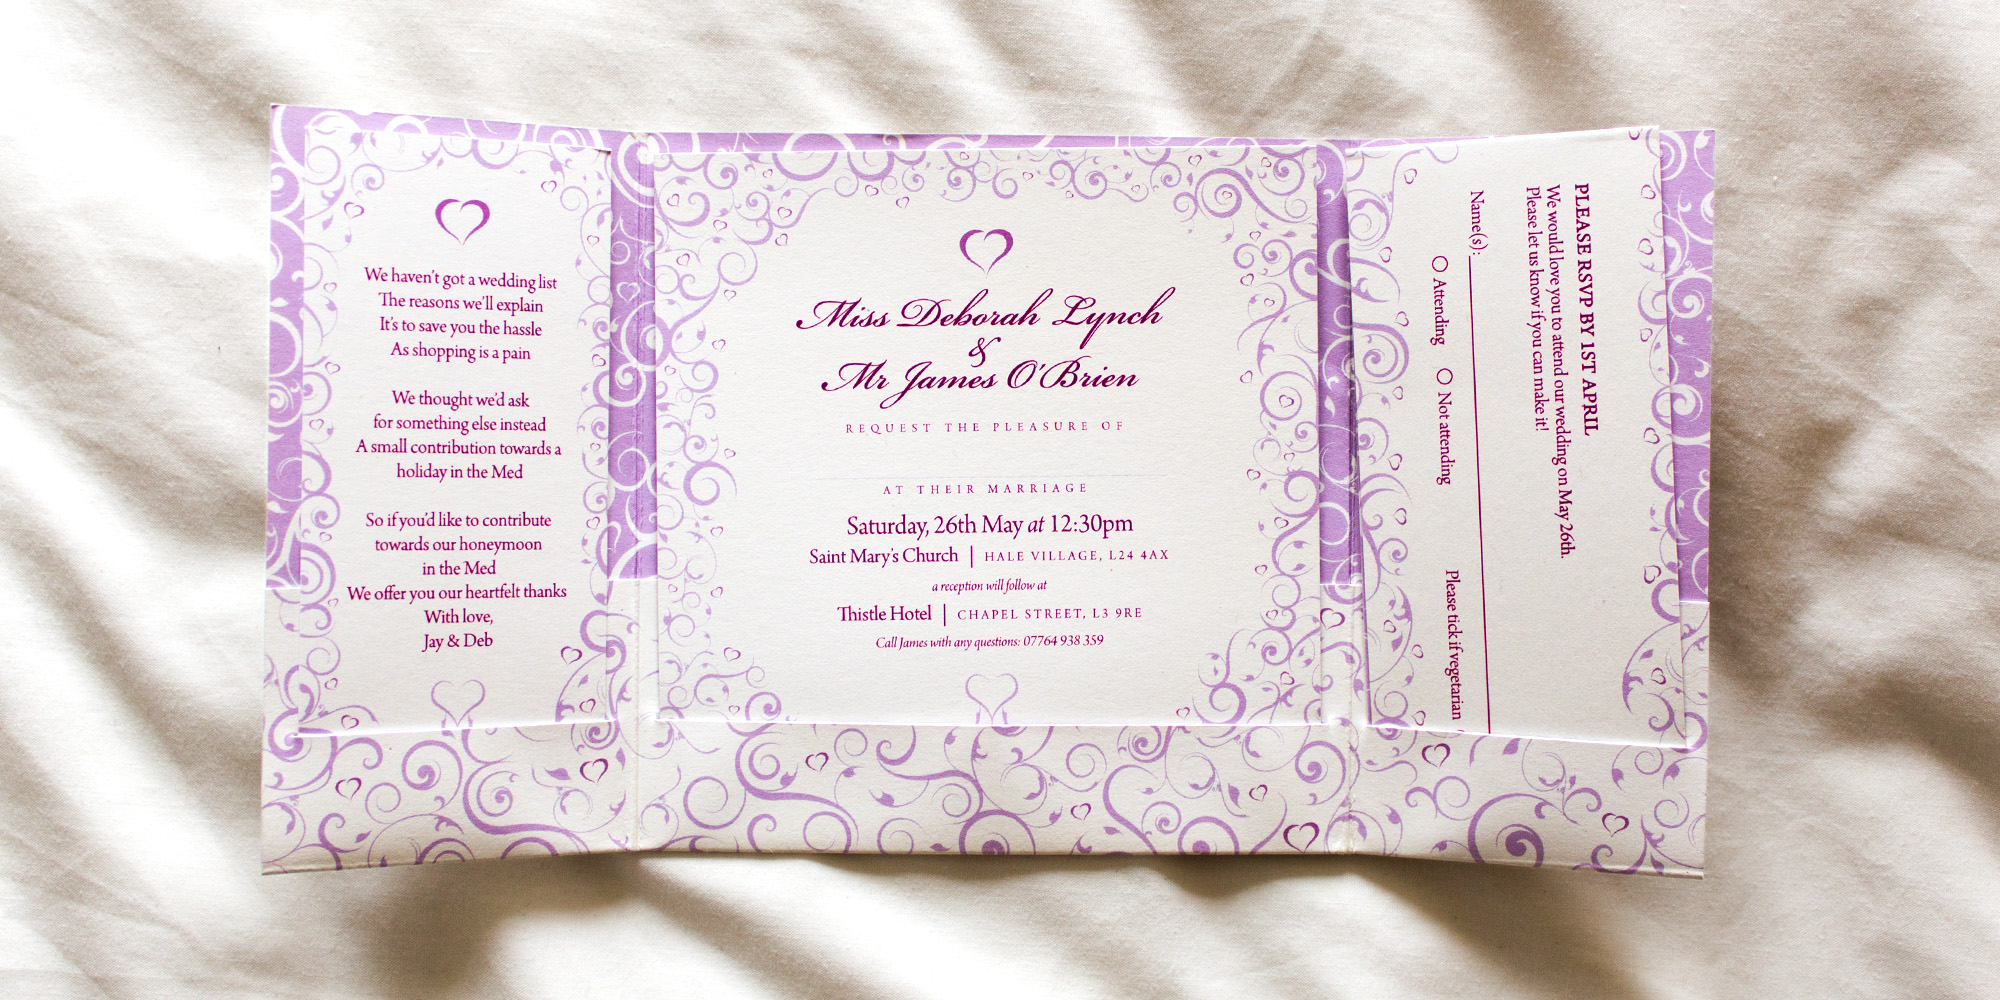 We haven't got a wedding list
The reasons we'll explain
It's to save you the hassle
As shopping is a pain
We thought we'd ask
for something else instead
A small contribution towards a
holiday in the Med
So if you'd like to contribute
towards our honeymoon
in the Med
We offer you our heartfelt thanks
With love,
Jay & Deb
Miss Deborah Lynch
&
Mr James O'Brien
REQUEST THE PLEASURE OF
AT THEIR MARRIAGE
Saturday, 26th May at 12:30pm
Saint Mary's Church | HALE VILLAGE, L24 4AX
a reception will follow at
Thistle Hotel | CHAPEL STREET, L3 9RE
Call James with any questions: 07764 938 359
PLEASE RSVP BY 1ST APRIL
We would love you to attend our wedding on May 26th.
Please let us know if you can make it!
Name(s):
Attending Not attending Please tick if vegetarian